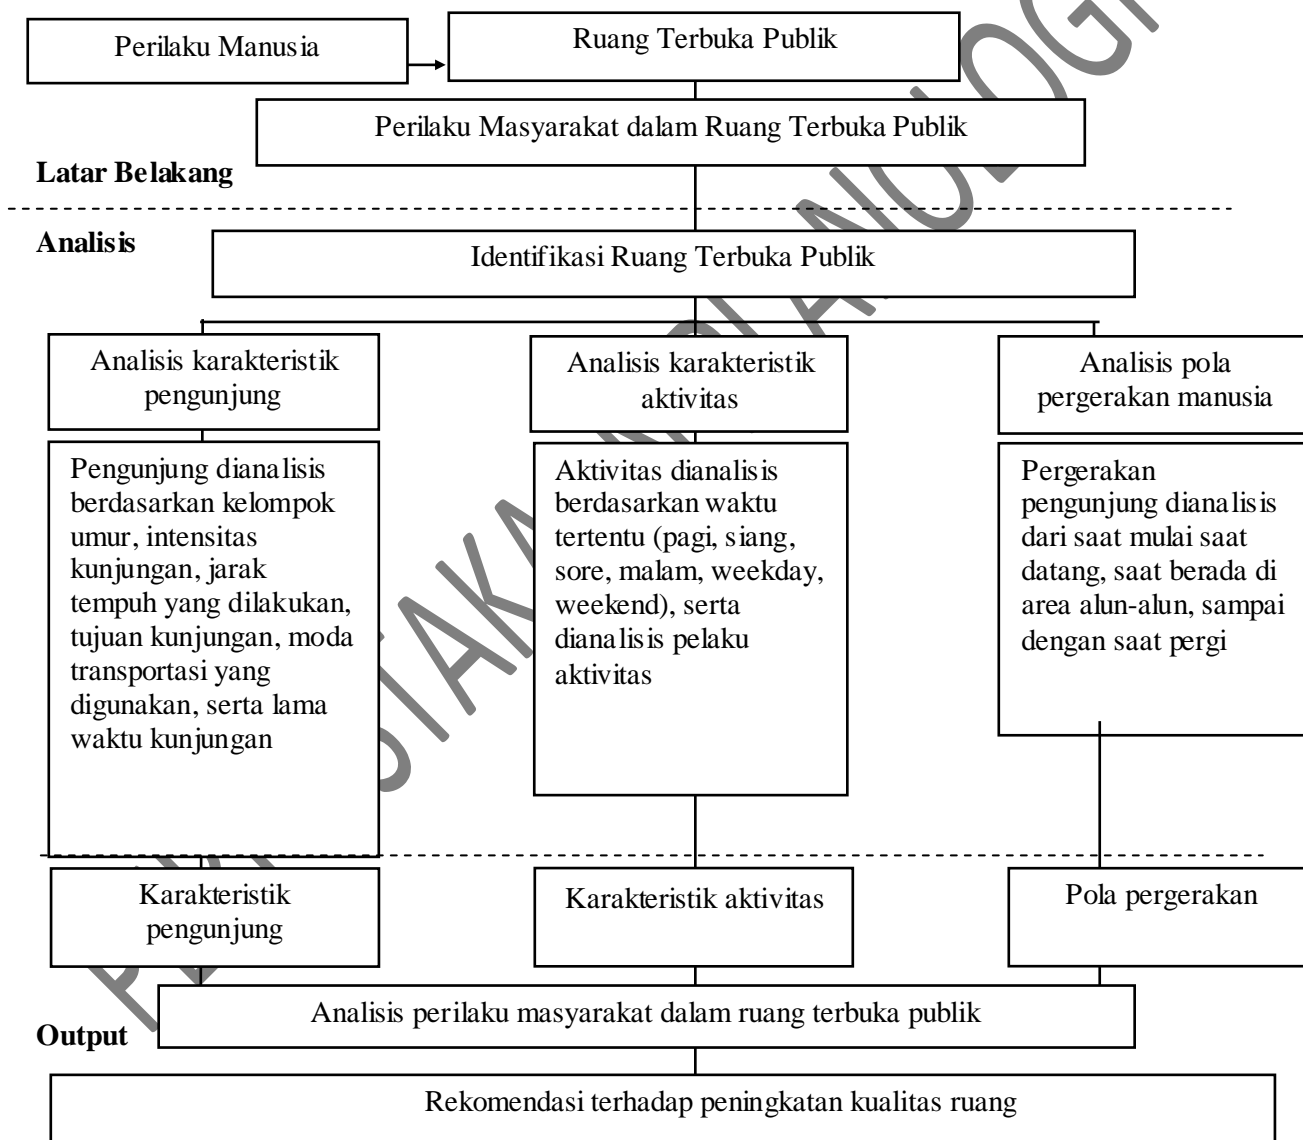 Perilaku Manusia
Ruang Terbuka Publik
Perilaku Masyarakat dalam Ruang Terbuka Publik
Latar Belakang
Analisis
Identifikasi Ruang Terbuka Publik
Analisis karakteristik
pengunjung
Analisis karakteristik
aktivitas
Analisis pola
pergerakan manusia
Pengunjung dianalisis
berdasarkan kelompok
umur, intensitas
kunjungan, jarak
tempuh yang dilakukan,
tujuan kunjungan, moda
transportasi yang
digunakan, serta lama
waktu kunjungan
Aktivitas dianalisis
berdasarkan waktu
tertentu (pagi, siang,
sore, malam, weekday,
weekend), serta
dianalisis pelaku
aktivitas
Pergerakan
pengunjung dianalisis
dari saat mulai saat
datang, saat berada di
area alun-alun, sampai
dengan saat pergi
Karakteristik
pengunjung
Karakteristik aktivitas
Pola pergerakan
Analisis perilaku masyarakat dalam ruang terbuka publik
Output
Rekomendasi terhadap peningkatan kualitas ruang